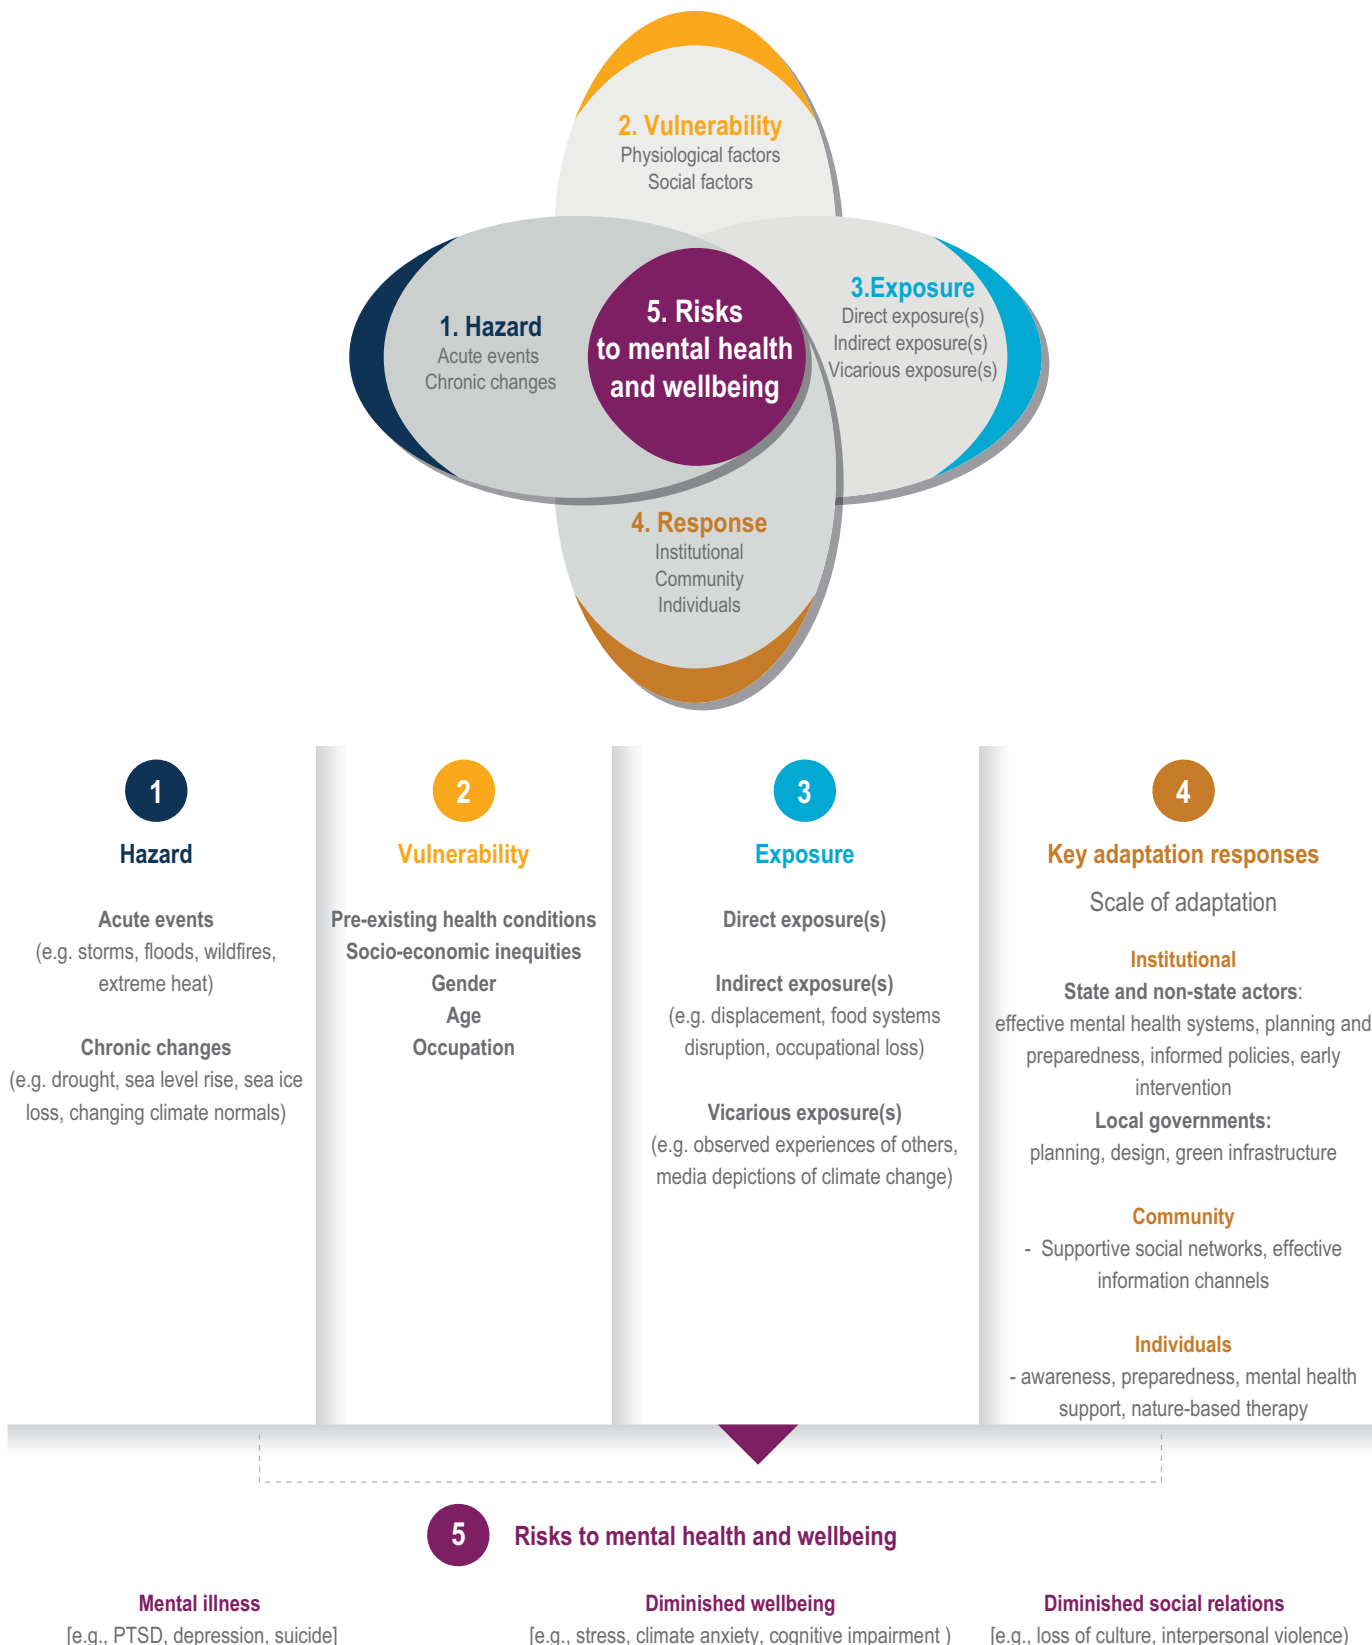 2. Vulnerability
Physiological factors
Social factors
1. Hazard
Acute events
Chronic changes
5. Risks
to mental health
and wellbeing
3.Exposure
Direct exposure(s)
Indirect exposure(s)
Vicarious exposure(s)
4. Response
Institutional
Community
Individuals
1
Hazard
Acute events
(e.g. storms, floods, wildfires,
extreme heat)
Chronic changes
(e.g. drought, sea level rise, sea ice
loss, changing climate normals)
2
Vulnerability
Pre-existing health conditions
Socio-economic inequities
Gender
Age
Occupation
3
Exposure
Direct exposure(s)
Indirect exposure(s)
(e.g. displacement, food systems
disruption, occupational loss)
Vicarious exposure(s)
(e.g. observed experiences of others,
media depictions of climate change)
4
Key adaptation responses
Scale of adaptation
Institutional
State and non-state actors:
effective mental health systems, planning and
preparedness, informed policies, early
intervention
Local governments:
planning, design, green infrastructure
Community
- Supportive social networks, effective
information channels
Individuals
- awareness, preparedness, mental health
support, nature-based therapy
5 Risks to mental health and wellbeing
Mental illness
[e.g., PTSD, depression, suicide]
Diminished wellbeing
[e.g., stress, climate anxiety, cognitive impairment )
Diminished social relations
[e.g., loss of culture, interpersonal violence)